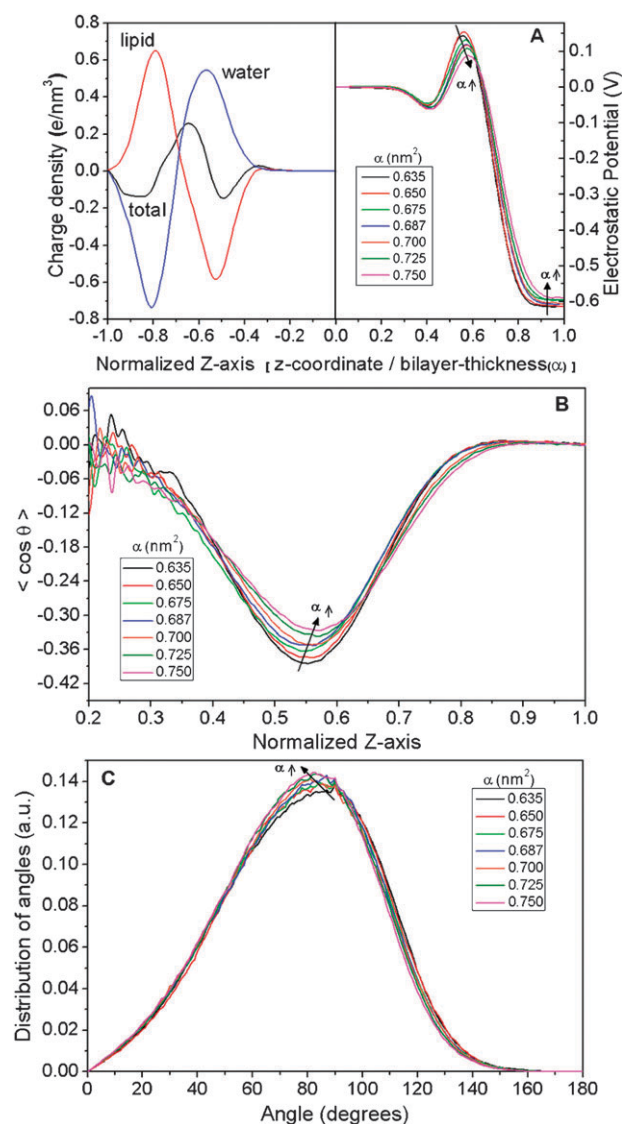 A
lipid
water
total
α ↑
α (nm²)
0.635
0.650
0.675
0.687
0.700
0.725
0.750
α ↑
Charge density (e/nm³)
0.8
0.6
0.4
0.2
0.0
-0.2
-0.4
-0.6
-0.8
Electrostatic Potential (V)
0.1
0.0
-0.1
-0.2
-0.3
-0.4
-0.5
-0.6
-1.0 -0.8 -0.6 -0.4 -0.2 0.0 0.2 0.4 0.6 0.8 1.0
Normalized Z-axis [ z-coordinate / bilayer-thickness(α) ]
B
< cos θ >
0.06
0.00
-0.06
-0.12
-0.18
-0.24
-0.30
-0.36
-0.42
α (nm²)
0.635
0.650
0.675
0.687
0.700
0.725
0.750
α ↑
0.2 0.3 0.4 0.5 0.6 0.7 0.8 0.9 1.0
Normalized Z-axis
C
Distribution of angles (a.u.)
0.14
0.12
0.10
0.08
0.06
0.04
0.02
0.00
α ↑
α (nm²)
0.635
0.650
0.675
0.687
0.700
0.725
0.750
0 20 40 60 80 100 120 140 160 180
Angle (degrees)